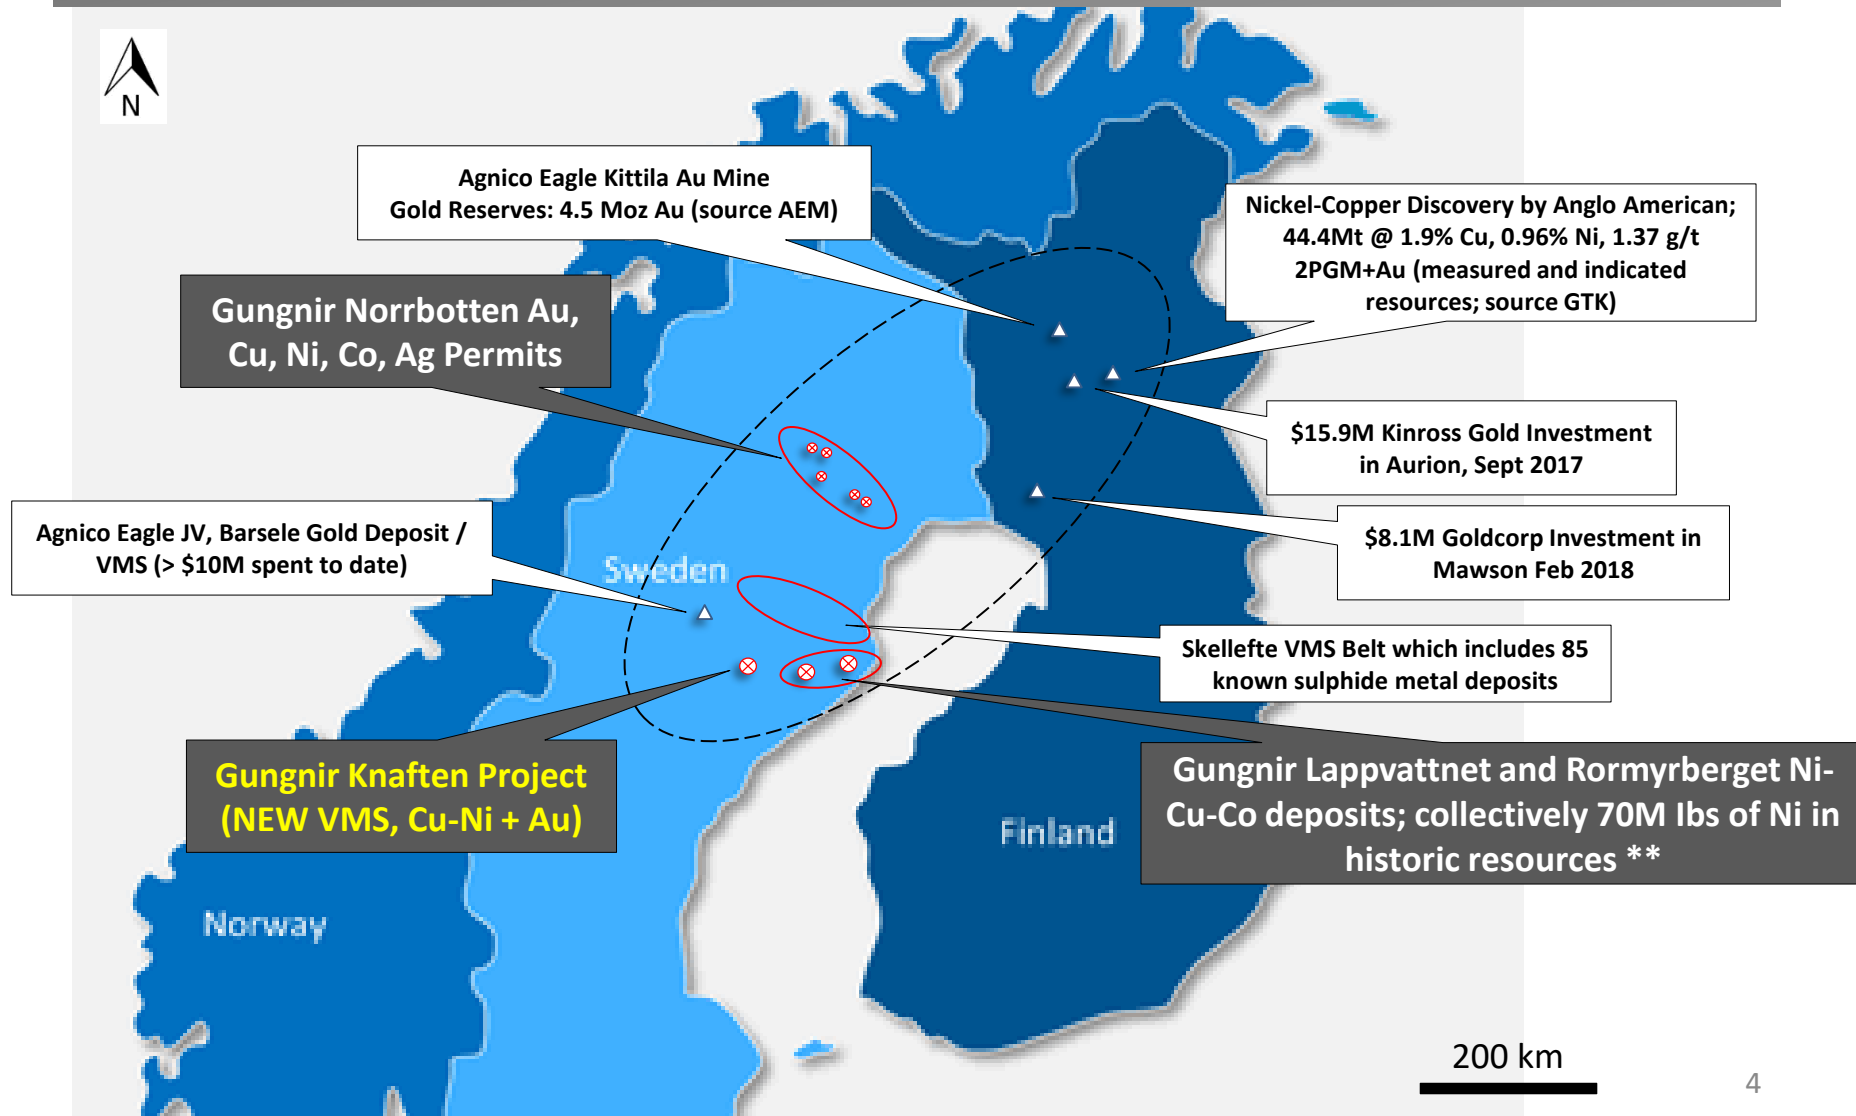 N
Agnico Eagle Kittila Au Mine
Gold Reserves: 4.5 Moz Au (source AEM)
Nickel-Copper Discovery by Anglo American;
44.4Mt @ 1.9% Cu, 0.96% Ni, 1.37 g/t
2PGM+Au (measured and indicated
resources; source GTK)
Gungnir Norrbotten Au,
Cu, Ni, Co, Ag Permits
$15.9M Kinross Gold Investment
in Aurion, Sept 2017
Agnico Eagle JV, Barsele Gold Deposit /
VMS (> $10M spent to date)
$8.1M Goldcorp Investment in
Mawson Feb 2018
Sweden
Skellefte VMS Belt which includes 85
known sulphide metal deposits
Gungnir Knaften Project
(NEW VMS, Cu-Ni + Au)
Gungnir Lappvattnet and Rormyrberget Ni-
Cu-Co deposits; collectively 70M lbs of Ni in
historic resources **
Finland
Norway
200 km
4